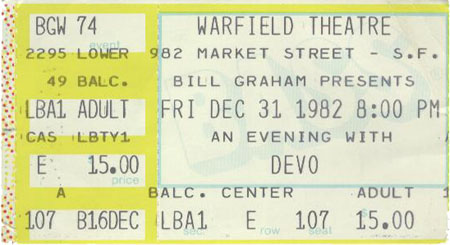 BGW 74 WARFIELD THEATRE
event
2295 LOWER 982 MARKET STREET - S.F.
49 BALC. BILL GRAHAM PRESENTS
LBA1 ADULT FRI DEC 31 1982 8:00 PM
CAS LBTY1 AN EVENING WITH
E 15.00 DEVO
price
A BALC. CENTER ADULT 1
107 B16DEC LBA1 E 107 15.00
sec. row seat